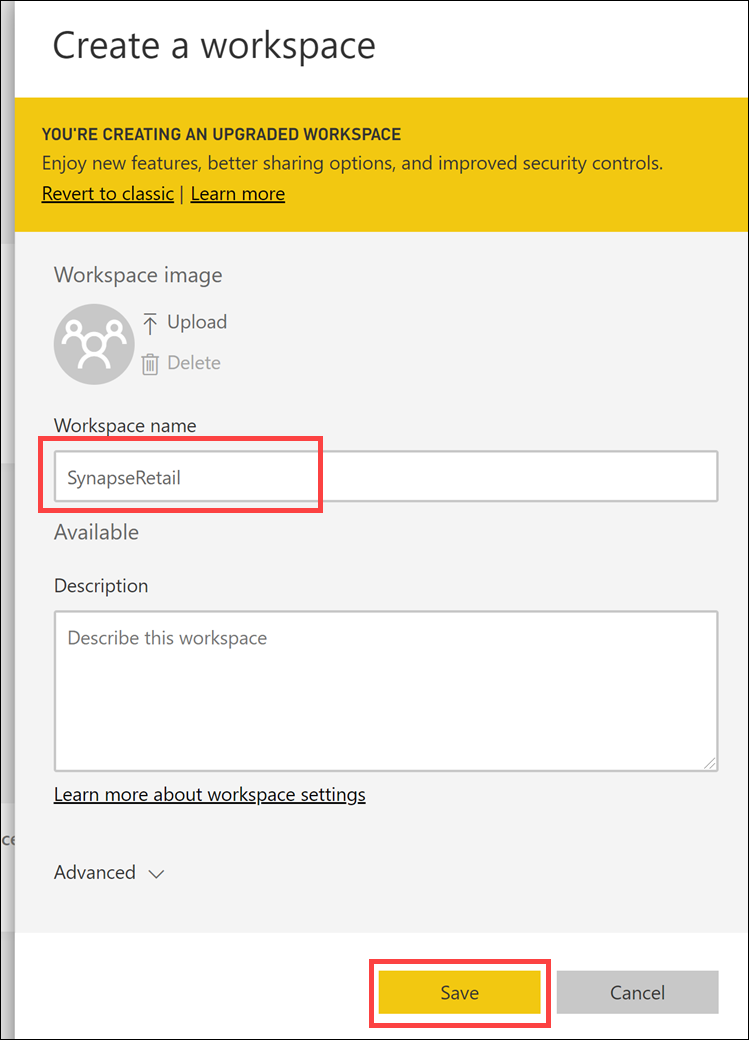 Create a workspace
YOU'RE CREATING AN UPGRADED WORKSPACE
Enjoy new features, better sharing options, and improved security controls.
Revert to classic | Learn more
Workspace image
Upload
Delete
Workspace name
SynapseRetail
Available
Description
Describe this workspace
Learn more about workspace settings
Advanced
Save Cancel